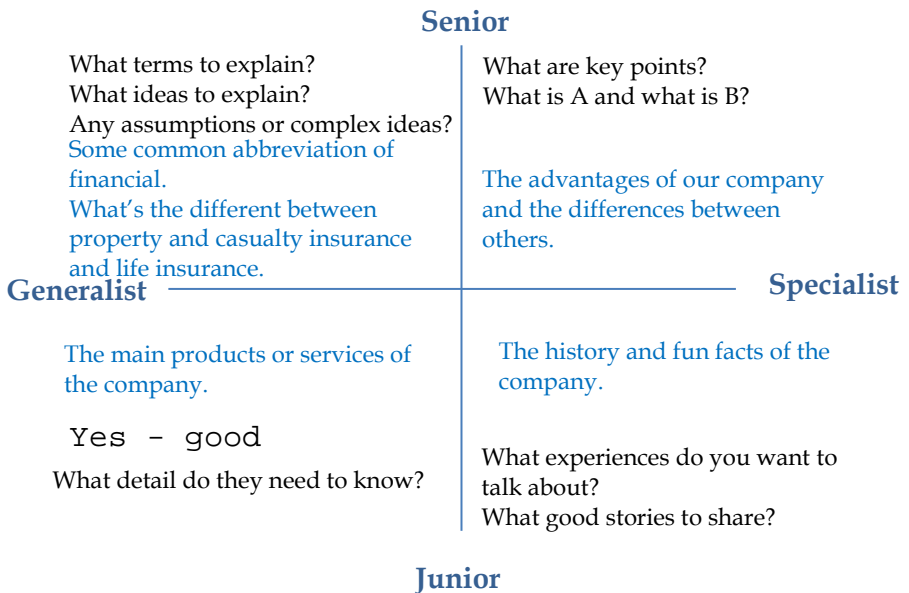 Senior
What terms to explain?
What ideas to explain?
Any assumptions or complex ideas?
Some common abbreviation of
financial.
What's the different between
property and casualty insurance
and life insurance.
What are key points?
What is A and what is B?
The advantages of our company
and the differences between
others.
Generalist
Specialist
The main products or services of
the company.
Yes - good
What detail do they need to know?
The history and fun facts of the
company.
What experiences do you want to
talk about?
What good stories to share?
Junior